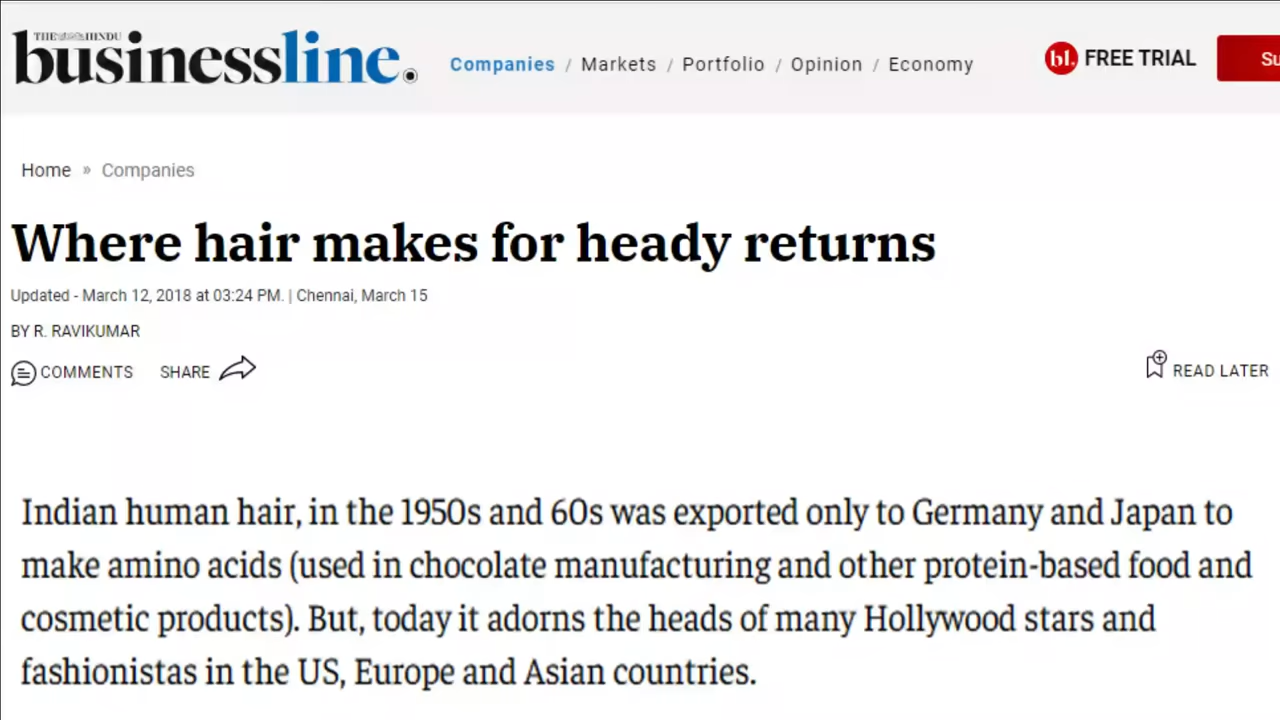 THE HINDU
businessline.
Companies / Markets / Portfolio / Opinion / Economy
bl. FREE TRIAL
Su
Home » Companies
Where hair makes for heady returns
Updated - March 12, 2018 at 03:24 PM. | Chennai, March 15
BY R. RAVIKUMAR
COMMENTS SHARE
READ LATER
Indian human hair, in the 1950s and 60s was exported only to Germany and Japan to
make amino acids (used in chocolate manufacturing and other protein-based food and
cosmetic products). But, today it adorns the heads of many Hollywood stars and
fashionistas in the US, Europe and Asian countries.